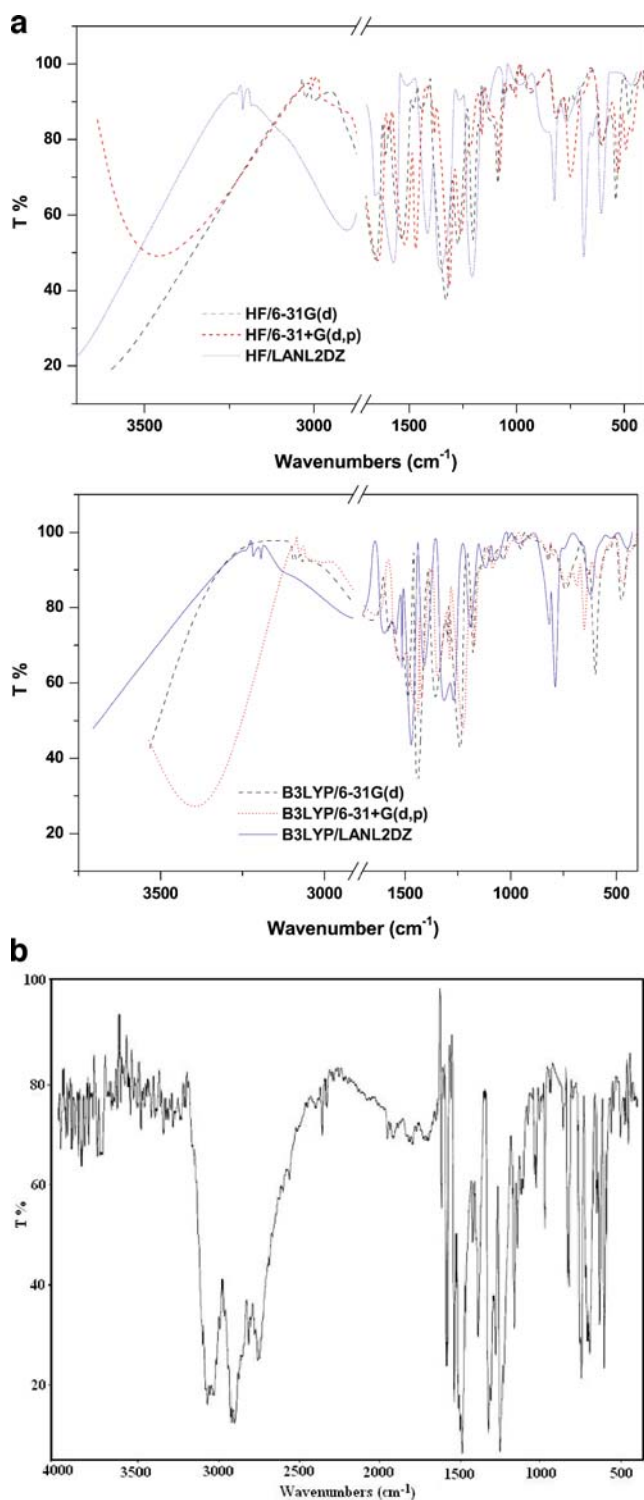 a
100
80
60
40
20
T %
HF/6-31G(d)
HF/6-31+G(d,p)
HF/LANL2DZ
3500 3000 1500 1000 500
Wavenumbers (cm-1)
100
80
60
40
20
T %
B3LYP/6-31G(d)
B3LYP/6-31+G(d,p)
B3LYP/LANL2DZ
3500 3000 1500 1000 500
Wavenumber (cm-1)
b
100
80
60
40
20
T %
4000 3500 3000 2500 2000 1500 1000 500
Wavenumbers (cm-1)